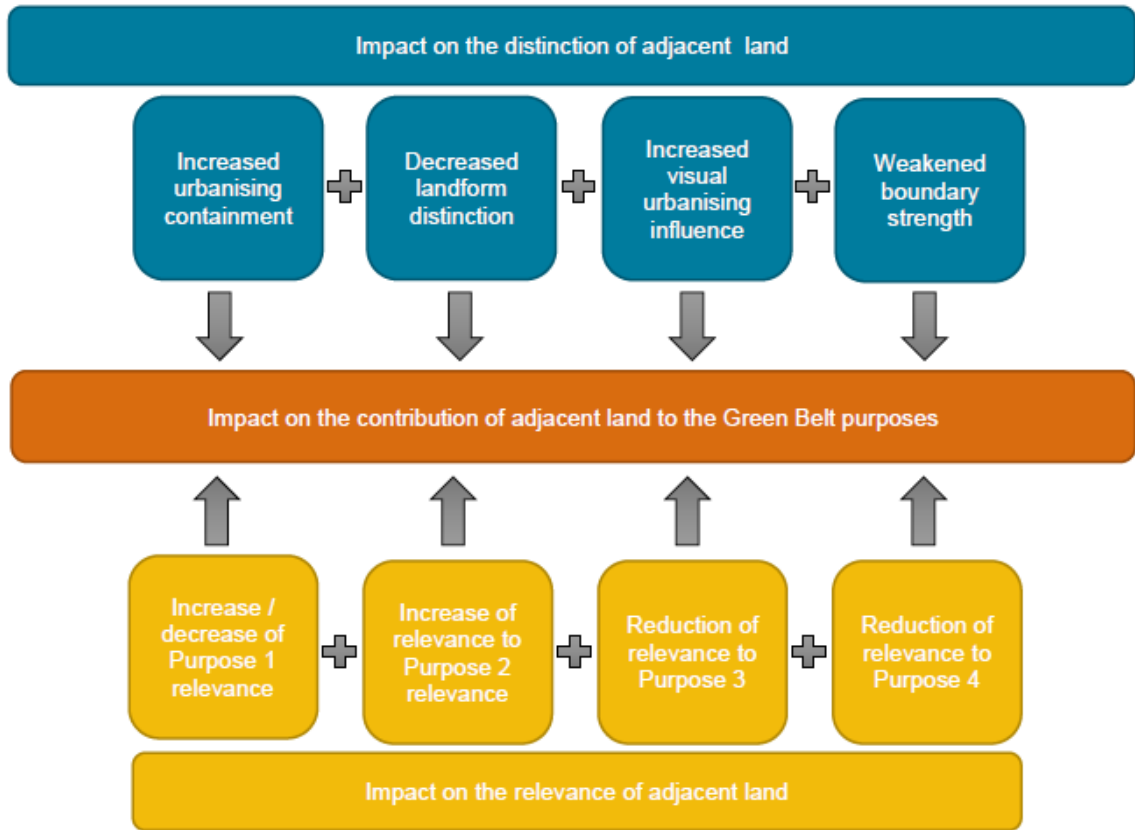 Impact on the distinction of adjacent land
Increased
urbanising
containment
Decreased
landform
distinction
Increased
visual
urbanising
influence
Weakened
boundary
strength
Impact on the contribution of adjacent land to the Green Belt purposes
Increase /
decrease of
Purpose 1
relevance
Increase of
relevance to
Purpose 2
relevance
Reduction of
relevance to
Purpose 3
Reduction of
relevance to
Purpose 4
Impact on the relevance of adjacent land